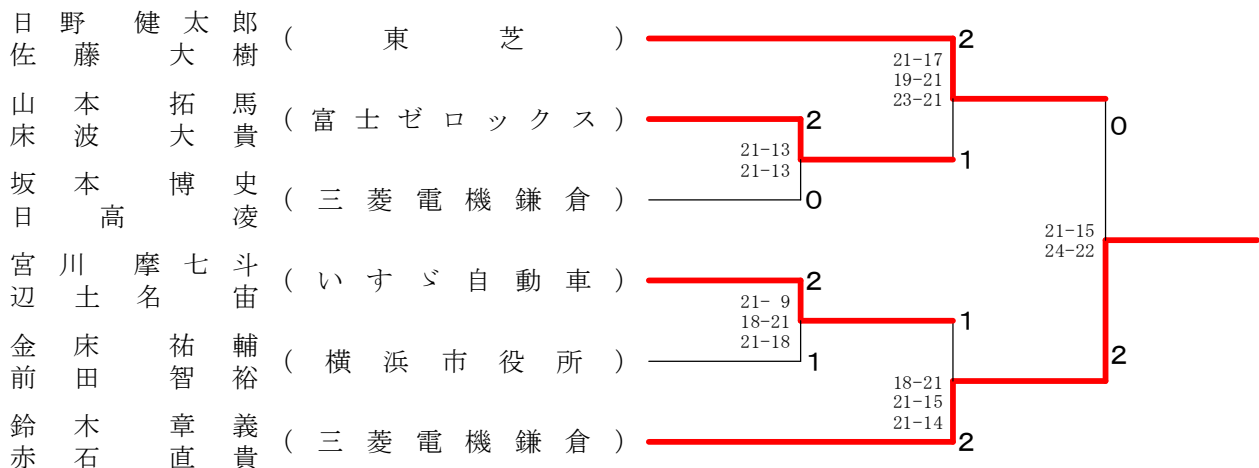 日野 健太郎
佐藤 大樹
(東芝)
2
21-17
19-21
23-21
山本 拓馬
床波 大貴
(富士ゼロックス)
2
21-13
21-13
1
0
坂本 博史
日高 凌
(三菱電機鎌倉)
0
21-15
24-22
宮川 摩七斗
辺土名 宙
(いすゞ自動車)
2
21- 9
18-21
21-18
1
金床 祐輔
前田 智裕
(横浜市役所)
1
2
18-21
21-15
21-14
鈴木 章義
赤石 直貴
(三菱電機鎌倉)
2